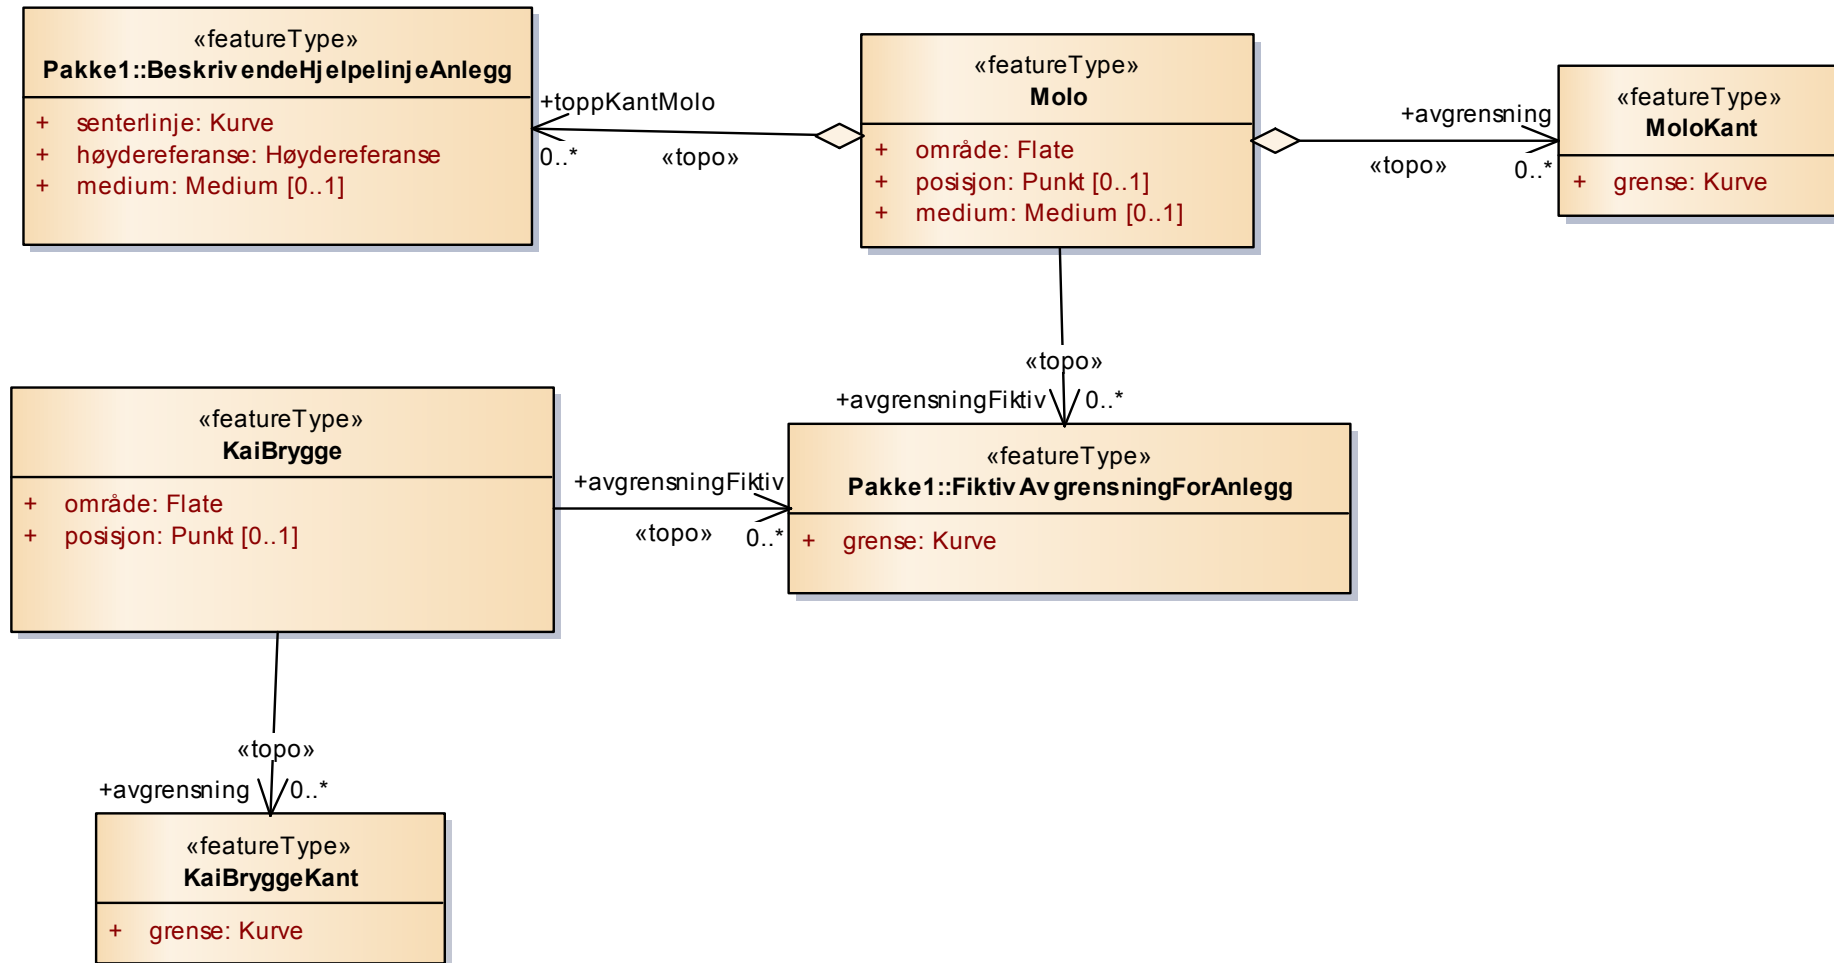 «featureType»
Pakke1::BeskrivendeHjelpelinjeAnlegg
+ senterlinje: Kurve
+ høydereferanse: Høydereferanse
+ medium: Medium [0..1]
+toppKantMolo
0..*
«topo»
«featureType»
Molo
+ område: Flate
+ posisjon: Punkt [0..1]
+ medium: Medium [0..1]
+avgrensning
«topo»
0..*
«featureType»
MoloKant
+ grense: Kurve
«topo»
+avgrensningFiktiv
0..*
«featureType»
KaiBrygge
+ område: Flate
+ posisjon: Punkt [0..1]
+avgrensningFiktiv
«topo»
0..*
«featureType»
Pakke1::FiktivAvgrensningForAnlegg
+ grense: Kurve
«topo»
+avgrensning
0..*
«featureType»
KaiBryggeKant
+ grense: Kurve